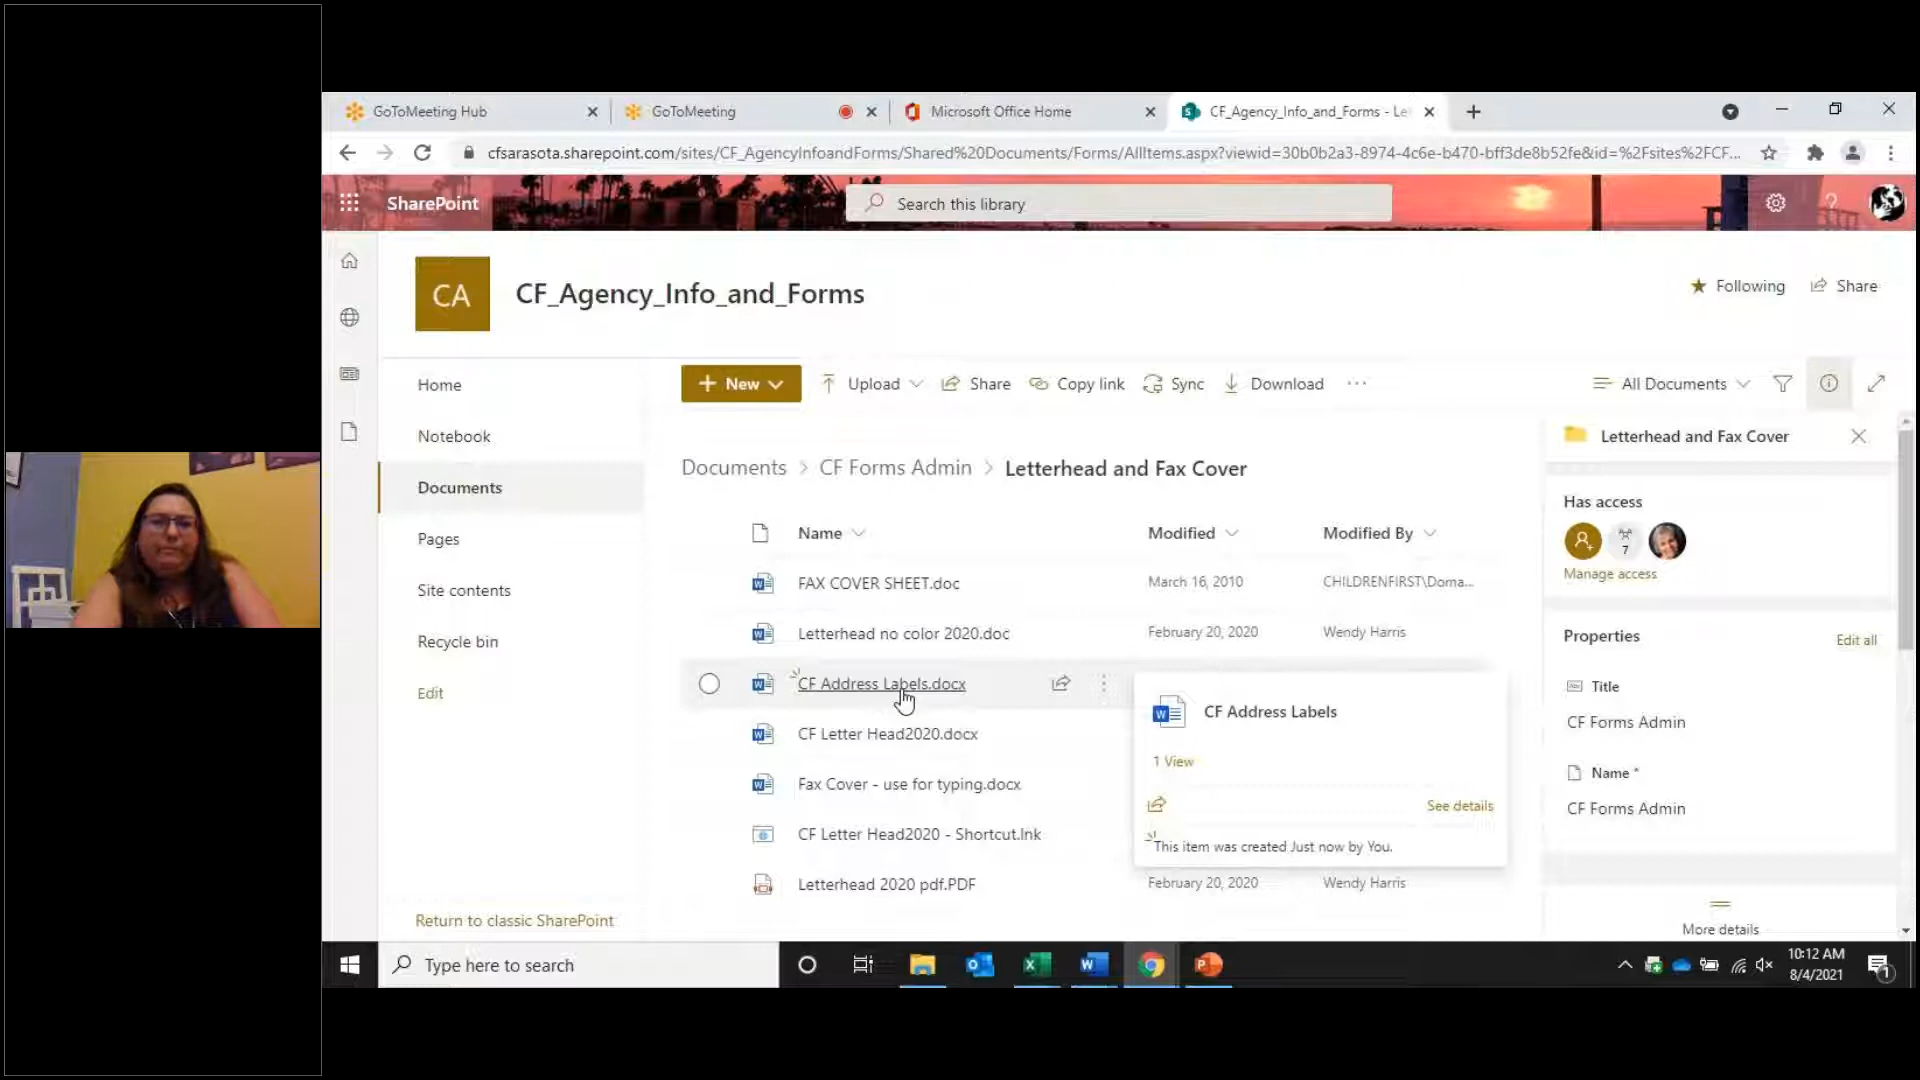 GoToMeeting Hub
GoToMeeting
Microsoft Office Home
CF_Agency_Info_and_Forms - Le
cfsarasota.sharepoint.com/sites/CF_AgencyInfoandForms/Shared%20Documents/Forms/AllItems.aspx?viewid=30b0b2a3-8974-4c6e-b470-bff3de8b52fe&id=%2Fsites%2FCF...
SharePoint
Search this library
CA
CF_Agency_Info_and_Forms
Following
Share
Home
Notebook
Documents
Pages
Site contents
Recycle bin
Edit
Return to classic SharePoint
New
Upload
Share
Copy link
Sync
Download
All Documents
Documents > CF Forms Admin > Letterhead and Fax Cover
Name
Modified
Modified By
FAX COVER SHEET.doc
March 16, 2010
CHILDRENFIRST\Doma...
Letterhead no color 2020.doc
February 20, 2020
Wendy Harris
CF Address Labels.docx
CF Letter Head2020.docx
Fax Cover - use for typing.docx
CF Letter Head2020 - Shortcut.lnk
Letterhead 2020 pdf.PDF
February 20, 2020
Wendy Harris
CF Address Labels
1 View
See details
This item was created Just now by You.
Letterhead and Fax Cover
Has access
7
Manage access
Properties
Edit all
Title
CF Forms Admin
Name *
CF Forms Admin
More details
Type here to search
10:12 AM
8/4/2021
1